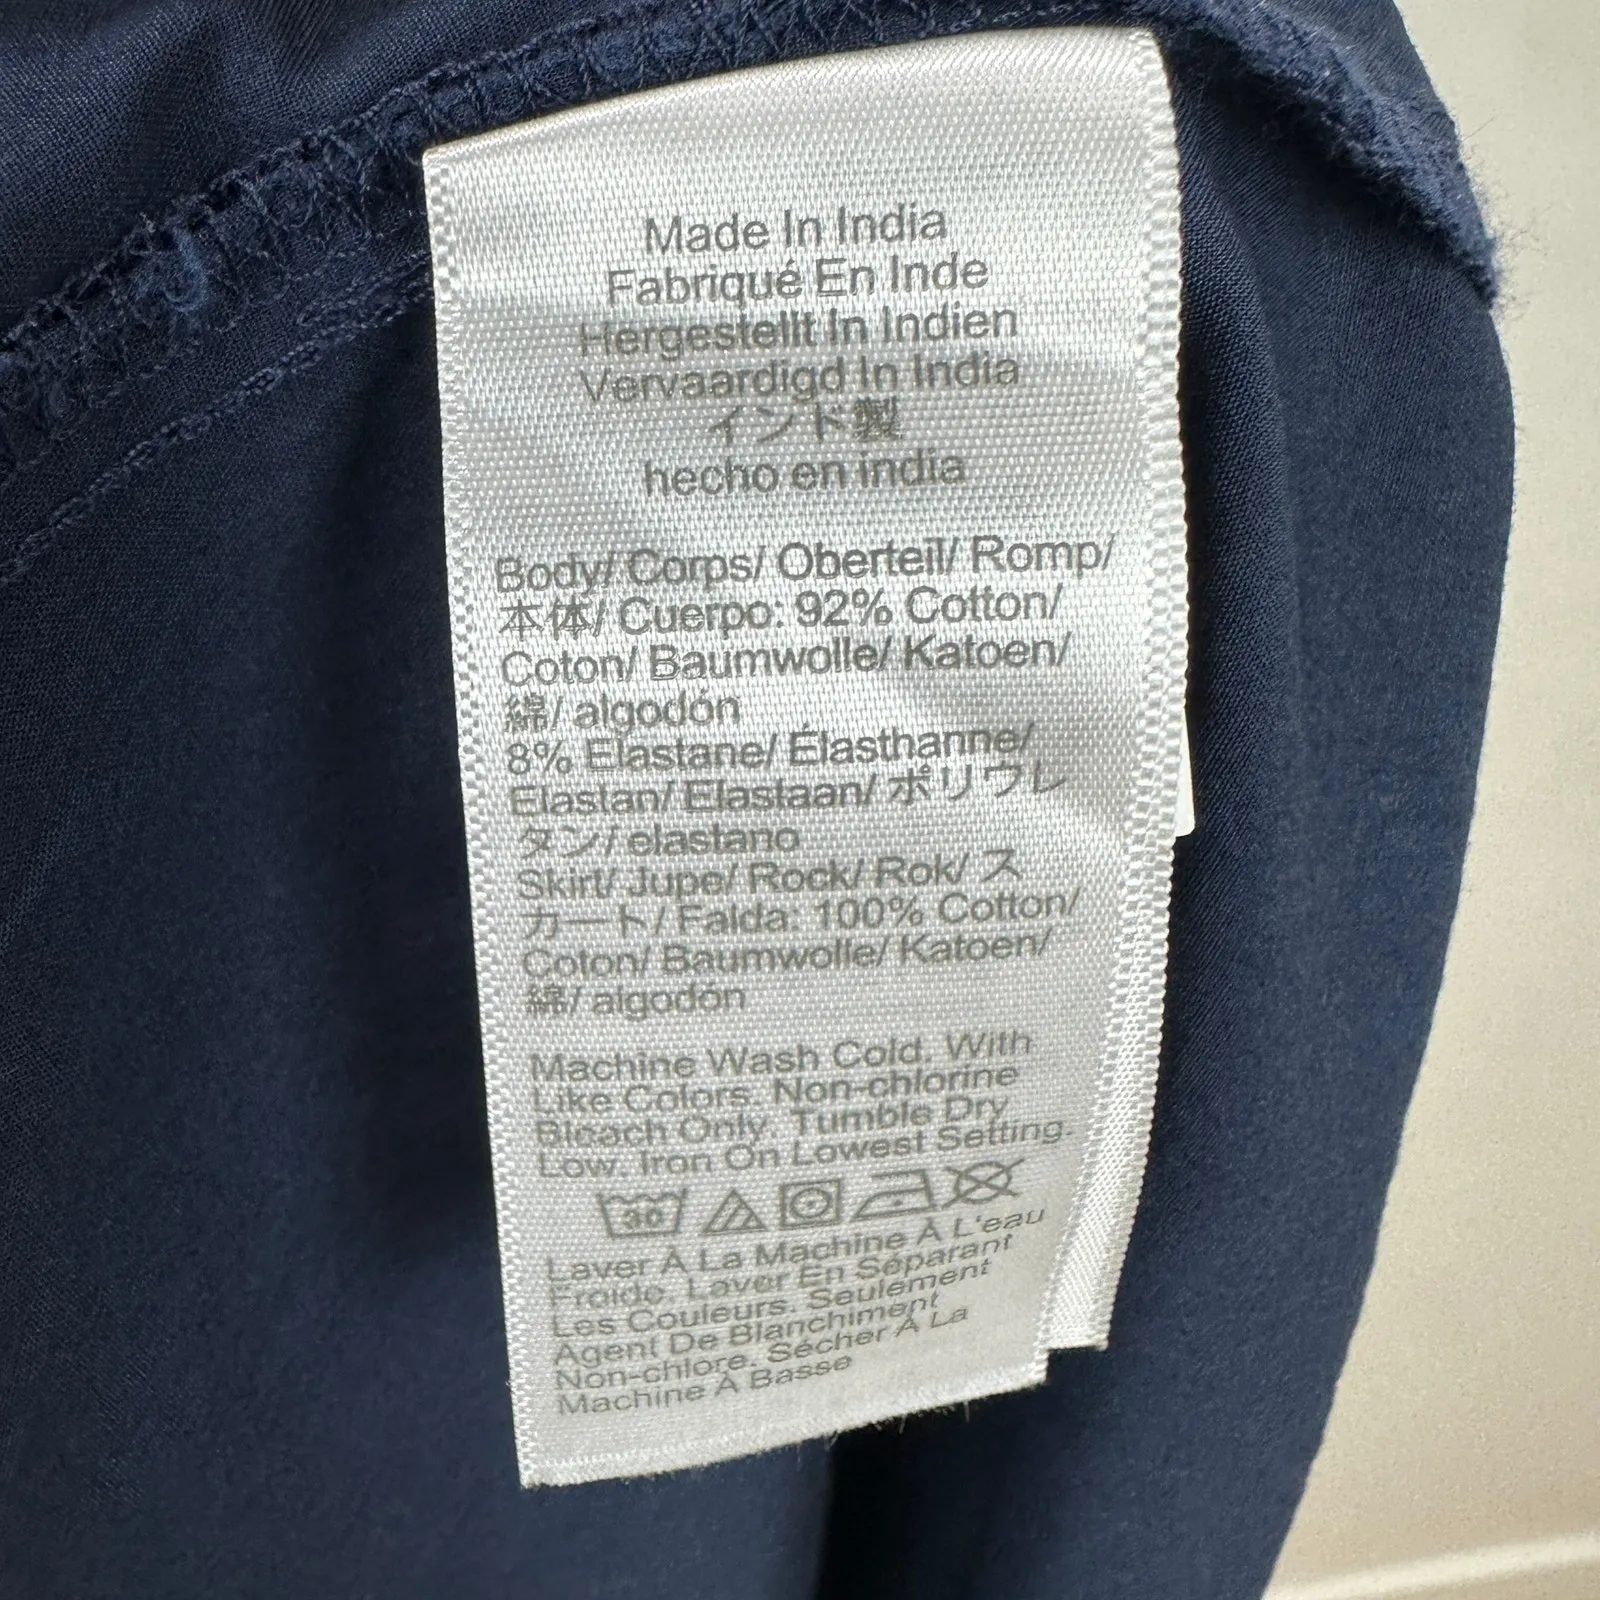 Made In India
Fabriqué En Inde
Hergestellt In Indien
Vervaardigd In India
インド製
hecho en india
Body/ Corps/ Oberteil/ Romp/
本体/ Cuerpo: 92% Cotton/
Coton/ Baumwolle/ Katoen/
綿/ algodón
8% Elastane/ Élasthanne/
Elastan/ Elastaan/ ポリウレ
タン/ elastano
Skirt/ Jupe/ Rock/ Rok/ ス
カート/ Falda: 100% Cotton/
Coton/ Baumwolle/ Katoen/
綿/ algodón
Machine Wash Cold. With
Like Colors. Non-chlorine
Bleach Only. Tumble Dry
Low. Iron On Lowest Setting.
30
Laver À La Machine À L'eau
Froide. Laver En Séparant
Les Couleurs. Seulement
Agent De Blanchiment
Non-chlore. Sécher À La
Machine À Basse